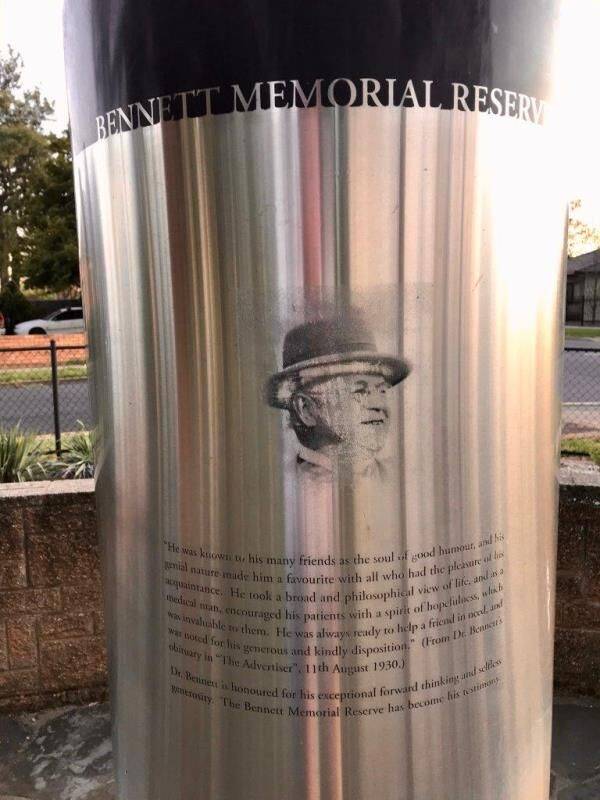 BENNETT MEMORIAL RESERV
"He was known to his many friends as the soul of good humour, and his
genial nature made him a favourite with all who had the pleasure of his
acquaintance. He took a broad and philosophical view of life, and as a
medical man, encouraged his patients with a spirit of hopefulness, which
was invaluable to them. He was always ready to help a friend in need, and
was noted for his generous and kindly disposition." (From Dr. Bennett's
obituary in "The Advertiser", 11th August 1930.)
Dr. Bennett is honoured for his exceptional forward thinking and selfless
generosity. The Bennett Memorial Reserve has become his testimony.